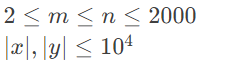 2 ≤ m ≤ n ≤ 2000
|x|, |y| ≤ 10⁴